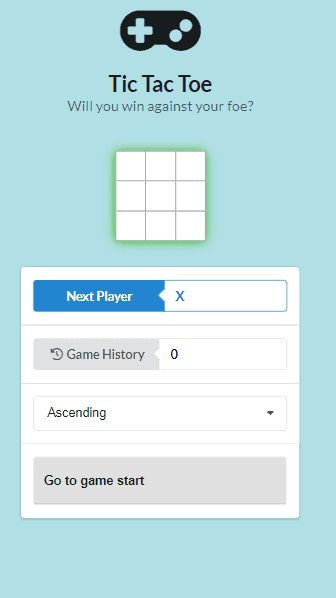 Tic Tac Toe
Will you win against your foe?
Next Player X
Game History 0
Ascending
Go to game start